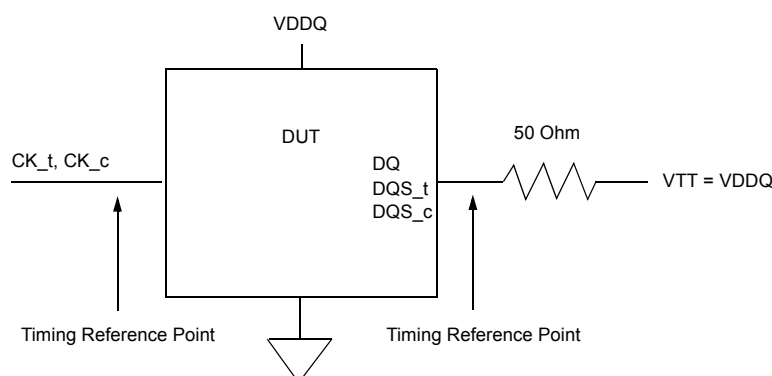 VDDQ
DUT
50 Ohm
CK_t, CK_c
DQ
DQS_t
DQS_c
VTT = VDDQ
Timing Reference Point
Timing Reference Point